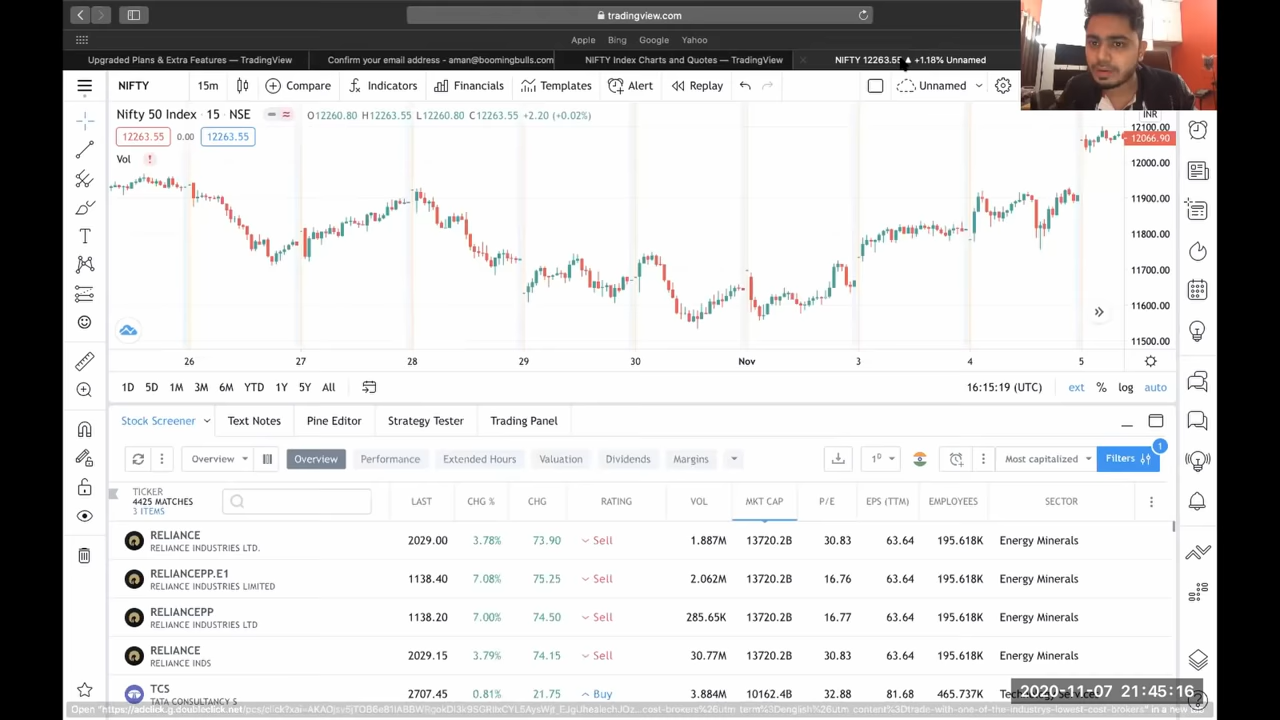 tradingview.com
Apple Bing Google Yahoo
Upgraded Plans & Extra Features — TradingView
Confirm your email address - aman@boomingbulls.com
NIFTY Index Charts and Quotes — TradingView
NIFTY 12263.55 ▲ +1.18% Unnamed
NIFTY 15m Compare Indicators Financials Templates Alert Replay Unnamed
Nifty 50 Index · 15 · NSE
O12260.80 H12263.55 L12260.80 C12263.55 +2.20 (+0.02%)
INR
12263.55 0.00 12263.55
Vol !
12100.00
12066.90
12000.00
11900.00
11800.00
11700.00
11600.00
11500.00
26 27 28 29 30 Nov 3 4 5
1D 5D 1M 3M 6M YTD 1Y 5Y All
16:15:19 (UTC) ext % log auto
Stock Screener Text Notes Pine Editor Strategy Tester Trading Panel
Overview Overview Performance Extended Hours Valuation Dividends Margins
1D Most capitalized Filters 1
TICKER
4425 MATCHES
3 ITEMS
LAST CHG % CHG RATING VOL MKT CAP P/E EPS (TTM) EMPLOYEES SECTOR
RELIANCE
RELIANCE INDUSTRIES LTD.
2029.00 3.78% 73.90 Sell 1.887M 13720.2B 30.83 63.64 195.618K Energy Minerals
RELIANCEPP.E1
RELIANCE INDUSTRIES LIMITED
1138.40 7.08% 75.25 Sell 2.062M 13720.2B 16.76 63.64 195.618K Energy Minerals
RELIANCEPP
RELIANCE INDUSTRIES LTD
1138.20 7.00% 74.50 Sell 285.65K 13720.2B 16.77 63.64 195.618K Energy Minerals
RELIANCE
RELIANCE INDS
2029.15 3.79% 74.15 Sell 30.77M 13720.2B 30.83 63.64 195.618K Energy Minerals
TCS
TATA CONSULTANCY S
2707.45 0.81% 21.75 Buy 3.884M 10162.4B 32.88 81.68 465.737K
2020-11-07 21:45:16